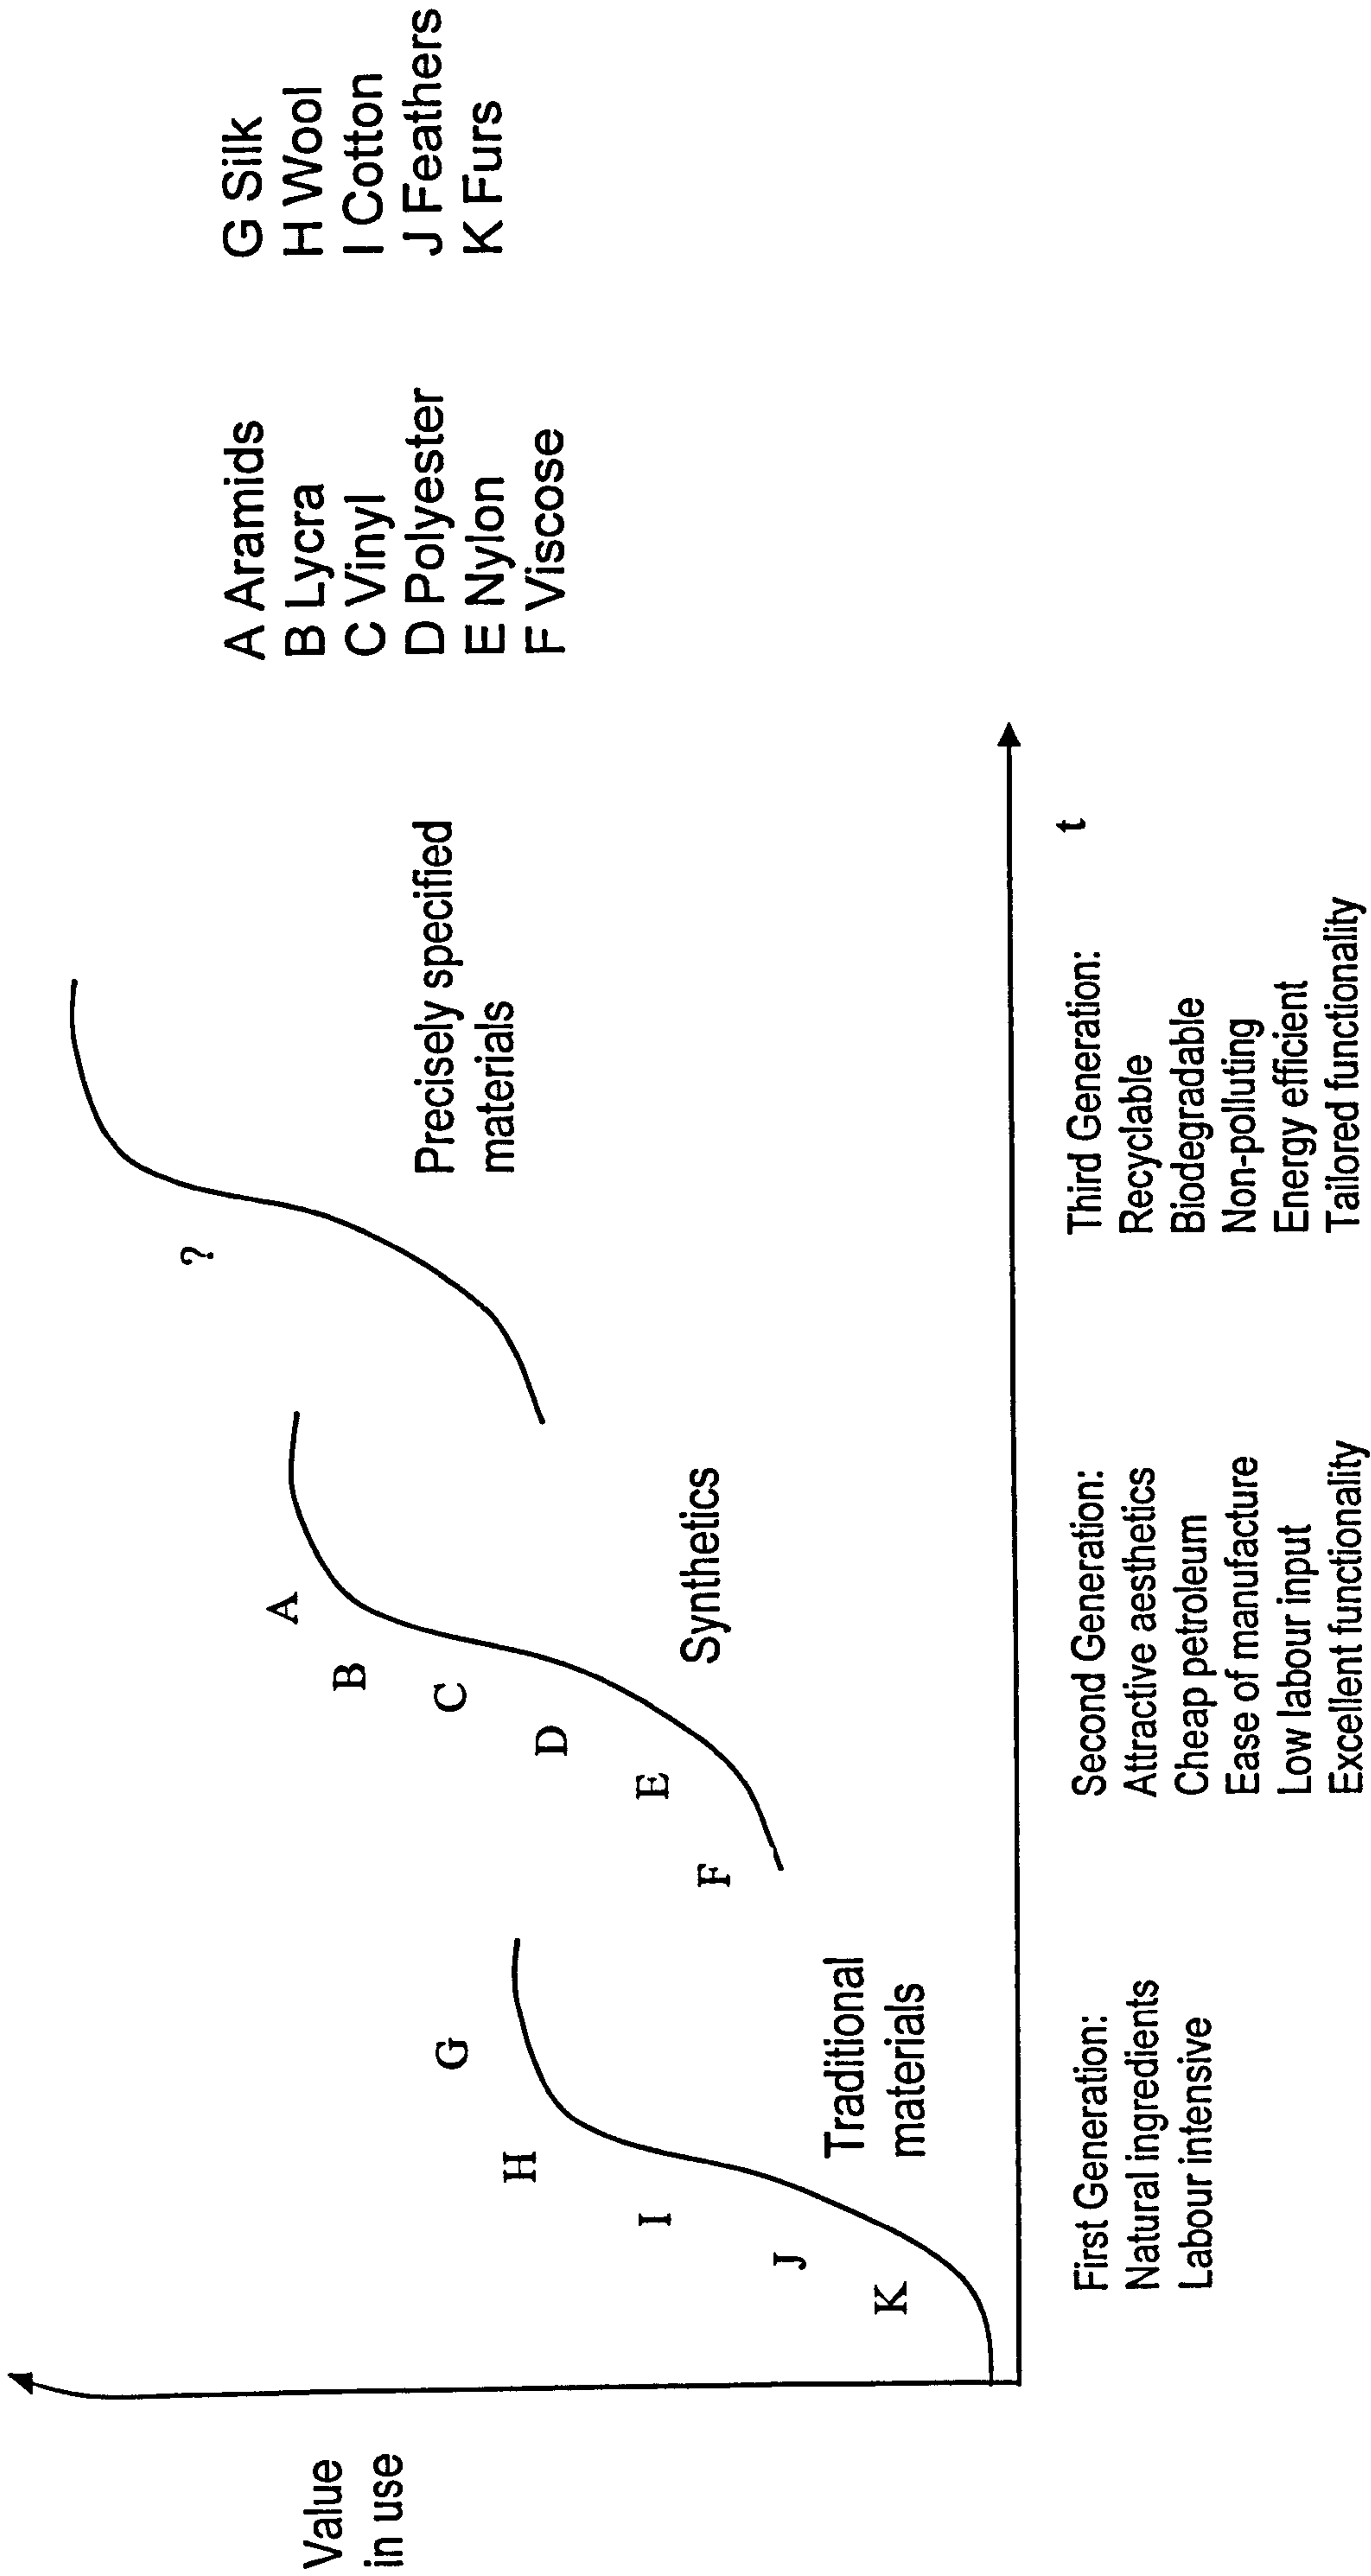 Value
in use
K
J
I
H
G
Traditional
materials
F
E
D
C
B
A
Synthetics
?
Precisely specified
materials
A Aramids
B Lycra
C Vinyl
D Polyester
E Nylon
F Viscose
G Silk
H Wool
I Cotton
J Feathers
K Furs
t
First Generation:
Natural ingredients
Labour intensive
Second Generation:
Attractive aesthetics
Cheap petroleum
Ease of manufacture
Low labour input
Excellent functionality
Third Generation:
Recyclable
Biodegradable
Non-polluting
Energy efficient
Tailored functionality